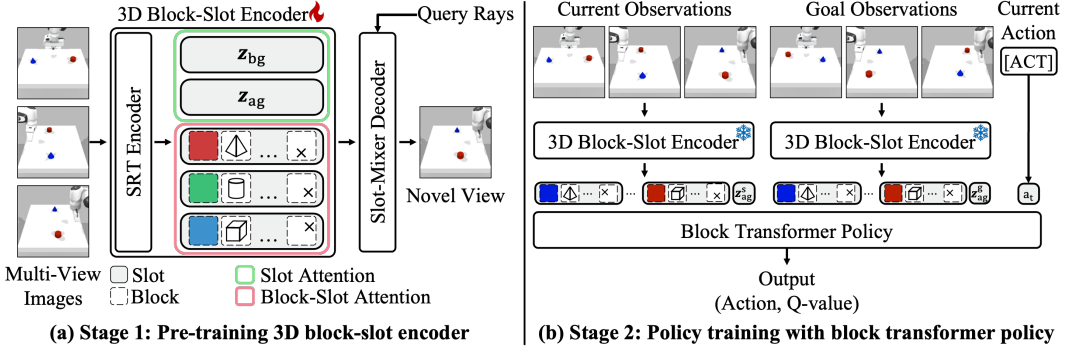 3D Block-Slot Encoder
Query Rays
SRT Encoder
z_bg
z_ag
...
...
...
Slot-Mixer Decoder
Novel View
Multi-View
Images
Slot
Block
Slot Attention
Block-Slot Attention
(a) Stage 1: Pre-training 3D block-slot encoder
Current Observations
Goal Observations
Current
Action
[ACT]
3D Block-Slot Encoder
3D Block-Slot Encoder
... ... ... z^s_ag
... ... ... z^g_ag
a_t
Block Transformer Policy
Output
(Action, Q-value)
(b) Stage 2: Policy training with block transformer policy